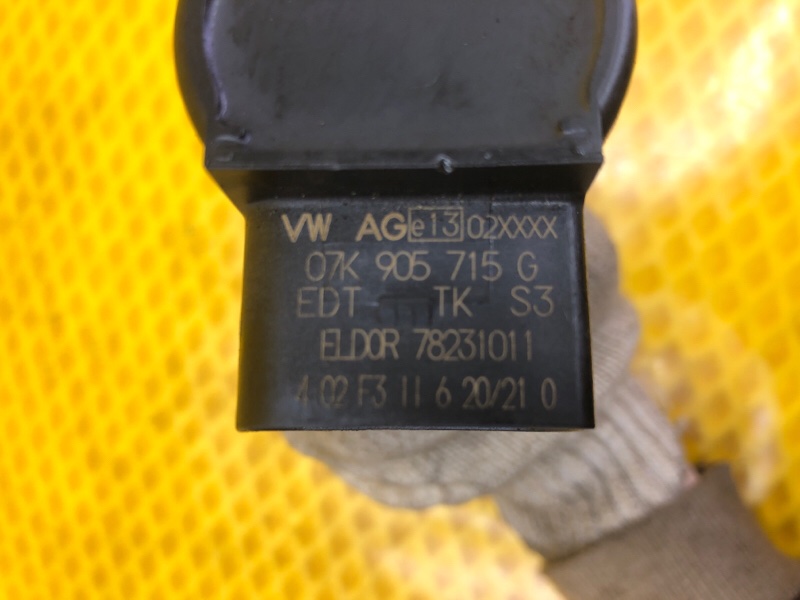 VW AG e13 02XXXX
07K 905 715 G
EDT TK S3
ELDOR 78231011
4 02 F3 11 6 20/21 0